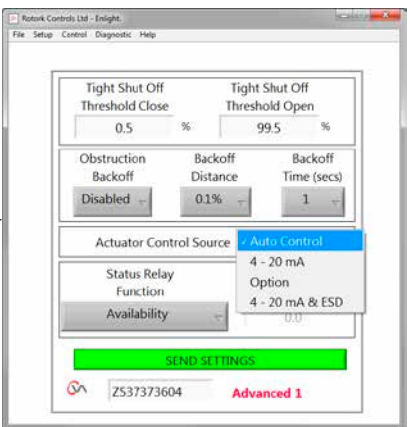 Rotork Controls Ltd - Enlight.
File Setup Control Diagnostic Help
Tight Shut Off Threshold Close
Tight Shut Off Threshold Open
0.5 %
99.5 %
Obstruction Backoff
Backoff Distance
Backoff Time (secs)
Disabled
0.1%
1
Actuator Control Source
✓ Auto Control
4 - 20 mA
Option
4 - 20 mA & ESD
Status Relay Function
Availability
0.0
SEND SETTINGS
ZS37373604
Advanced 1